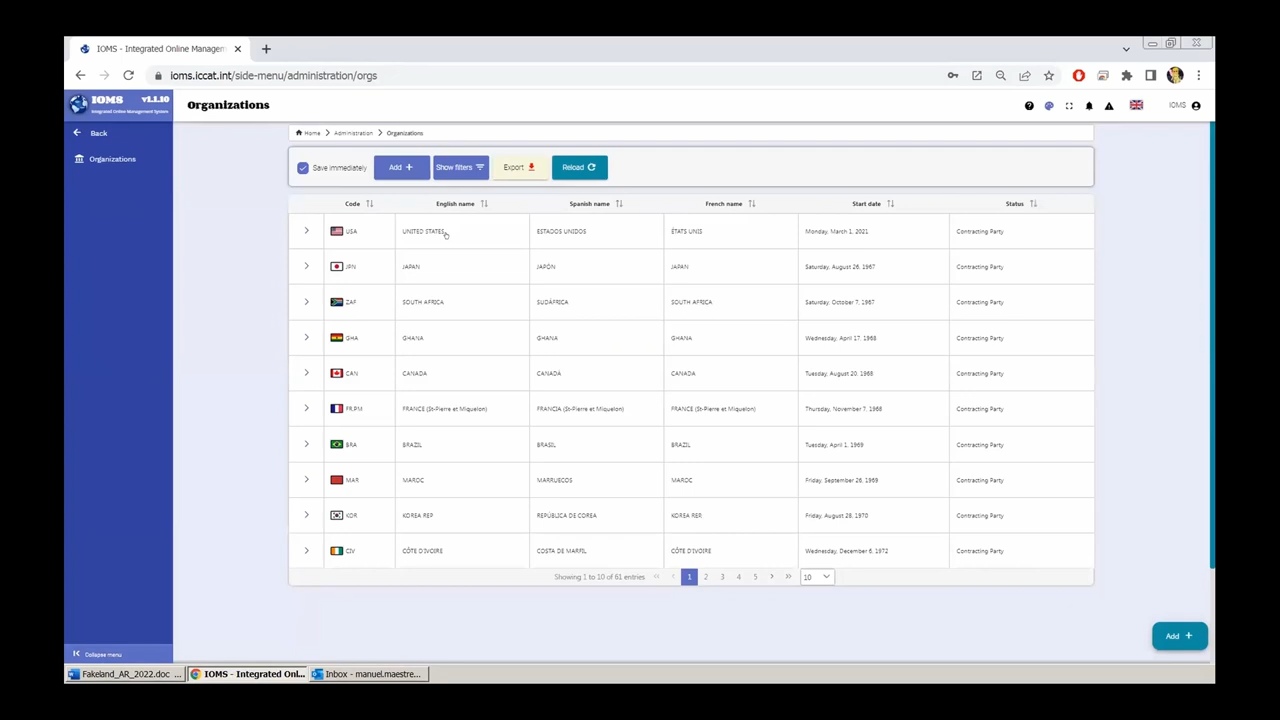 IOMS - Integrated Online Managem
ioms.iccat.int/side-menu/administration/orgs
IOMS v1.1.10
Integrated Online Management System
Organizations
IOMS
Back
Organizations
Home > Administration > Organizations
Save immediately Add + Show filters Export Reload
Code English name Spanish name French name Start date Status
USA UNITED STATES ESTADOS UNIDOS ÉTATS UNIS Monday, March 1, 2021 Contracting Party
JPN JAPAN JAPÓN JAPAN Saturday, August 26, 1967 Contracting Party
ZAF SOUTH AFRICA SUDÁFRICA SOUTH AFRICA Saturday, October 7, 1967 Contracting Party
GHA GHANA GHANA GHANA Wednesday, April 17, 1968 Contracting Party
CAN CANADA CANADA CANADA Tuesday, August 20, 1968 Contracting Party
FR.PM FRANCE (St-Pierre et Miquelon) FRANCIA (St-Pierre et Miquelon) FRANCE (St-Pierre et Miquelon) Thursday, November 7, 1968 Contracting Party
BRA BRAZIL BRASIL BRAZIL Tuesday, April 1, 1969 Contracting Party
MAR MAROC MARRUECOS MAROC Friday, September 26, 1969 Contracting Party
KOR KOREA REP REPÚBLICA DE COREA KOREA REP Friday, August 28, 1970 Contracting Party
CIV CÔTE D'IVOIRE COSTA DE MARFIL CÔTE D'IVOIRE Wednesday, December 6, 1972 Contracting Party
Showing 1 to 10 of 61 entries « ‹ 1 2 3 4 5 › » 10
Add +
Collapse menu
Fakeland_AR_2022.doc ... IOMS - Integrated Onl... Inbox - manuel.maestre...